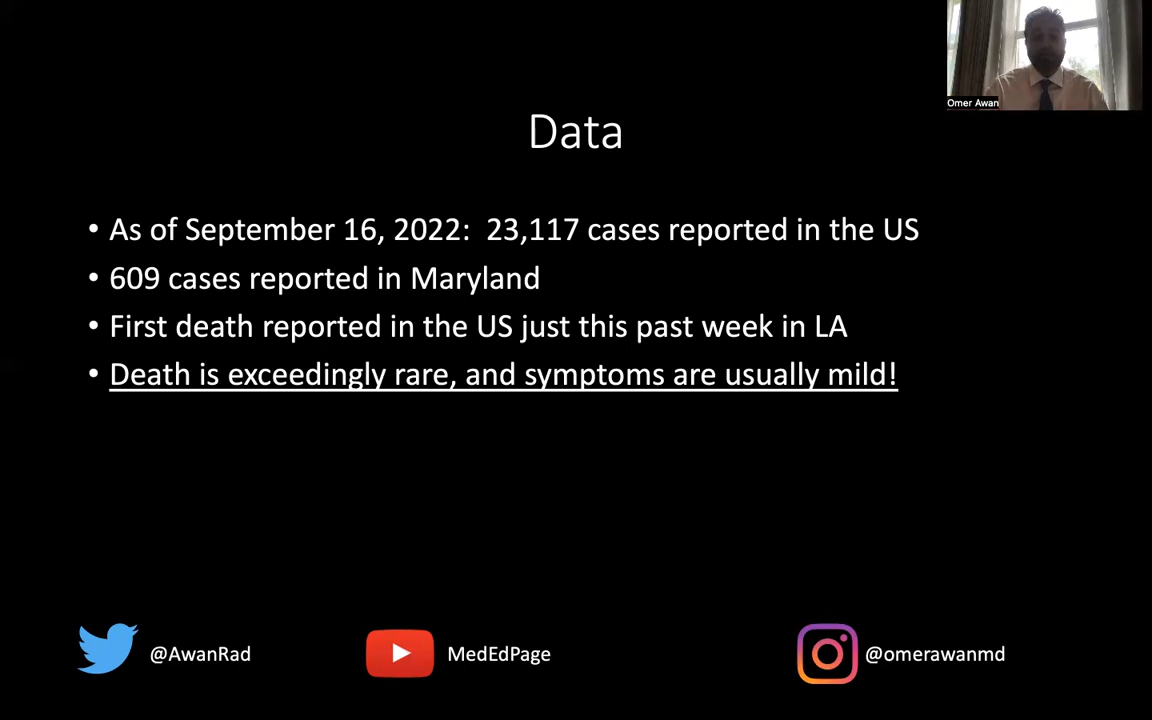 Omer Awan
Data
• As of September 16, 2022:  23,117 cases reported in the US
• 609 cases reported in Maryland
• First death reported in the US just this past week in LA
• Death is exceedingly rare, and symptoms are usually mild!
@AwanRad
MedEdPage
@omerawanmd